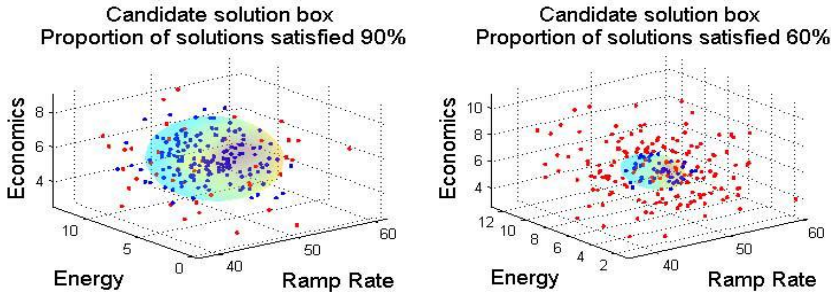 Candidate solution box
Proportion of solutions satisfied 90%
8
6
4
Economics
10
5
0
Energy
40
50
60
Ramp Rate
Candidate solution box
Proportion of solutions satisfied 60%
10
8
6
4
Economics
12
10
8
6
4
2
Energy
40
50
60
Ramp Rate